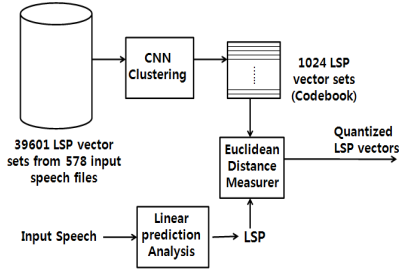 CNN
Clustering
1024 LSP
vector sets
(Codebook)
39601 LSP vector
sets from 578 input
speech files
Euclidean
Distance
Measurer
Quantized
LSP vectors
Input Speech
Linear
prediction
Analysis
LSP